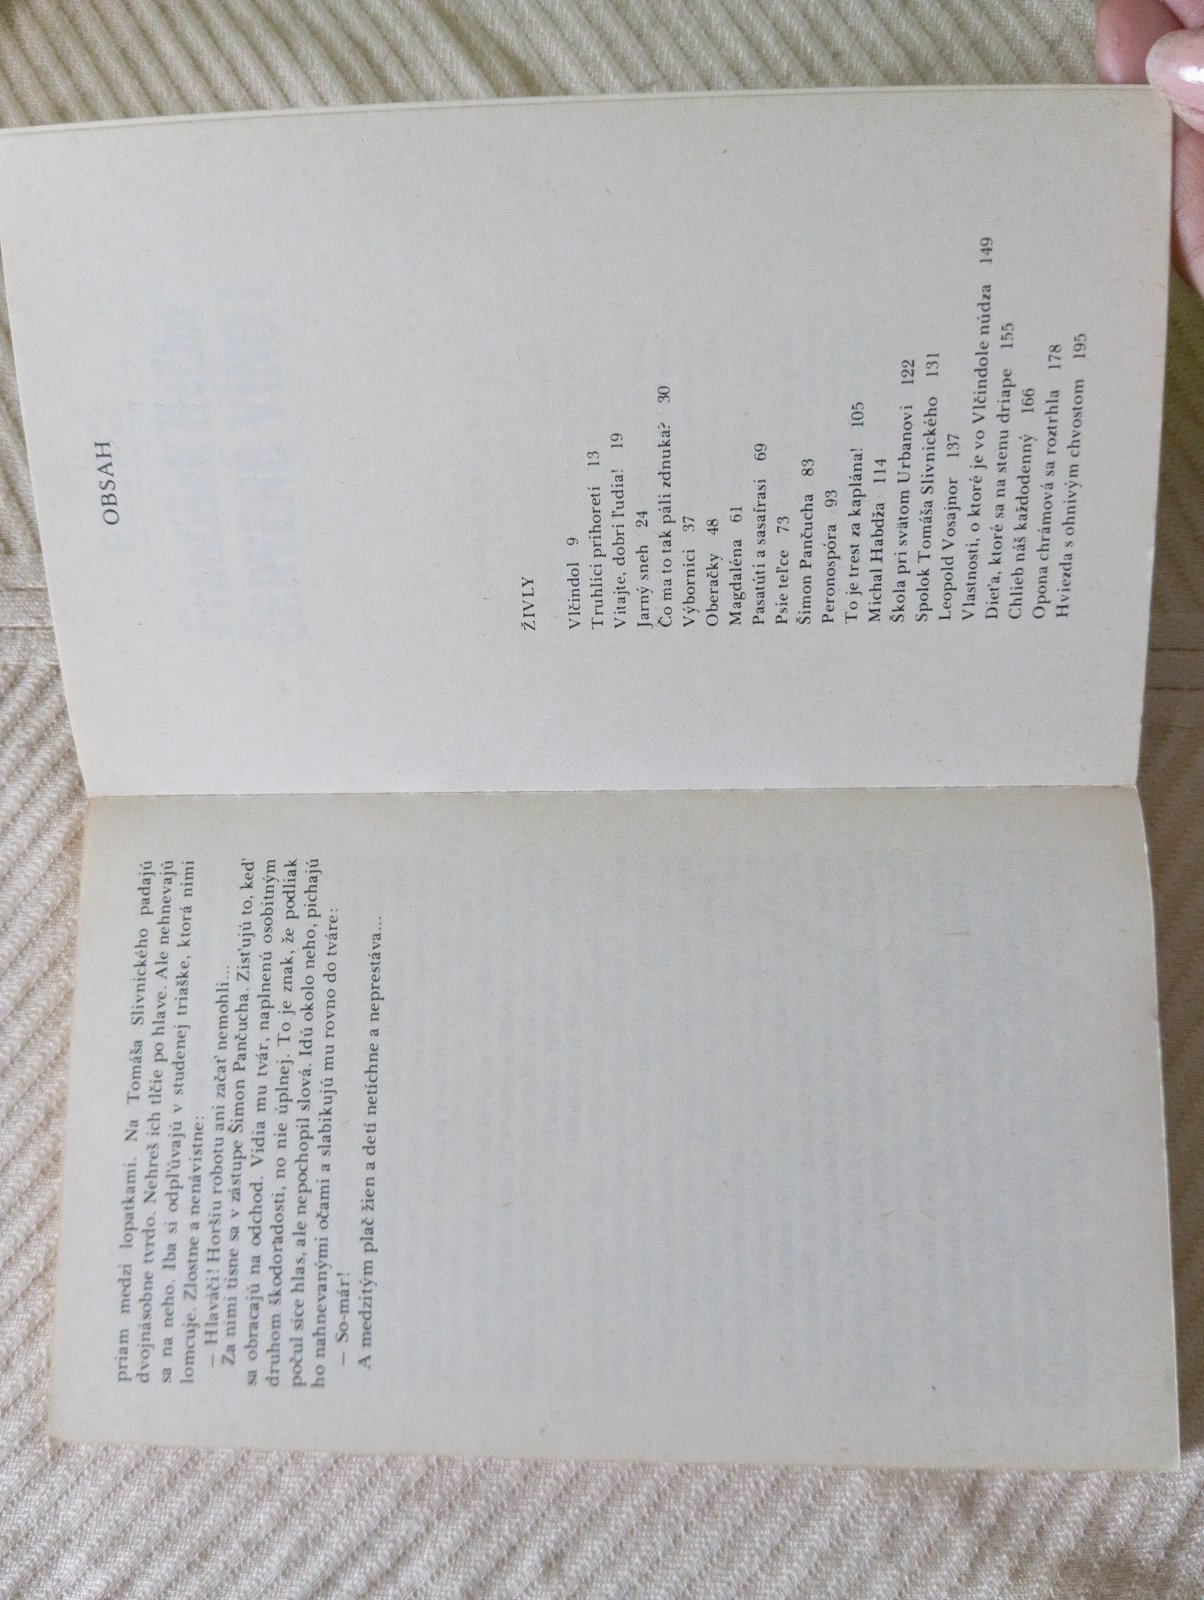 priam medzi lopatkami. Na Tomáša Slivnického padajú
dvojnásobne tvrdo. Nehreš ich tlčie po hlave. Ale nehnevajú
sa na neho. Iba si odpľúvajú v studenej triaške, ktorá nimi
lomcuje. Zlostne a nenávistne:
— Hlaváči! Horšiu robotu ani začať nemohli...
Za nimi tisne sa v zástupe Šimon Pančucha. Zisťujú to, keď
sa obracajú na odchod. Vidia mu tvár, naplnenú osobitným
druhom škodoradosti, no nie úplnej. To je znak, že podliak
počul síce hlas, ale nepochopil slová. Idú okolo neho, pichajú
ho nahnevanými očami a slabikujú mu rovno do tváre:
— So-már!
A medzitým plač žien a detí netíchne a neprestáva...
OBSAH
ŽIVLY
Vlčindol 9
Truhlíci prihoretí 13
Vitajte, dobrí ľudia! 19
Jarný sneh 24
Čo ma to tak páli zdnuka? 30
Výborníci 37
Oberačky 48
Magdaléna 61
Pasatúti a sasafrasi 69
Psie teľce 73
Šimon Pančucha 83
Peronospóra 93
To je trest za kaplána! 105
Michal Habdža 114
Škola pri svätom Urbanovi 122
Spolok Tomáša Slivnického 131
Leopold Vosajnor 137
Vlastnosti, o ktoré je vo Vlčindole núdza 149
Dieťa, ktoré sa na stenu driape 155
Chlieb náš každodenný 166
Opona chrámová sa roztrhla 178
Hviezda s ohnivým chvostom 195